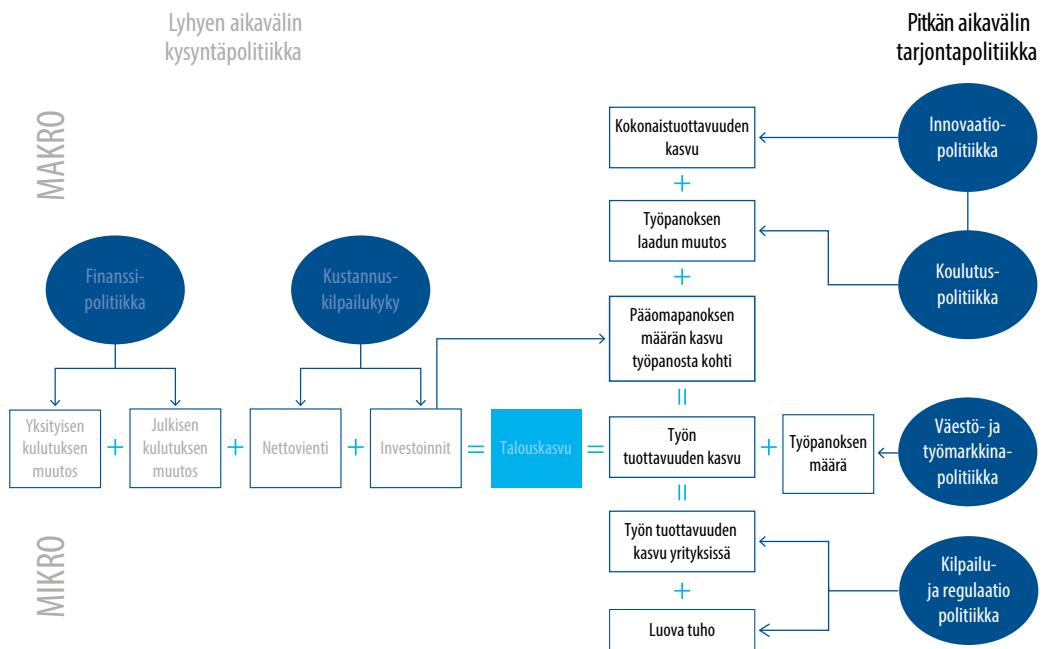 Lyhyen aikavälin
kysyntäpolitiikka
Pitkän aikavälin
tarjontapolitiikka
MAKRO
Kokonaistuottavuuden
kasvu
Innovaatio-
politiikka
+
Työpanoksen
laadun muutos
Koulutus-
politiikka
+
Finanssi-
politiikka
Kustannus-
kilpailukyky
Pääomapanoksen
määrän kasvu
työpanosta kohti
=
Yksityisen
kulutuksen
muutos
+
Julkisen
kulutuksen
muutos
+
Nettovienti
+
Investoinnit
=
Talouskasvu
=
Työn
tuottavuuden kasvu
+
Työpanoksen
määrä
Väestö- ja
työmarkkina-
politiikka
=
MIKRO
Työn tuottavuuden
kasvu yrityksissä
+
Luova tuho
Kilpailu-
ja regulaatio
politiikka